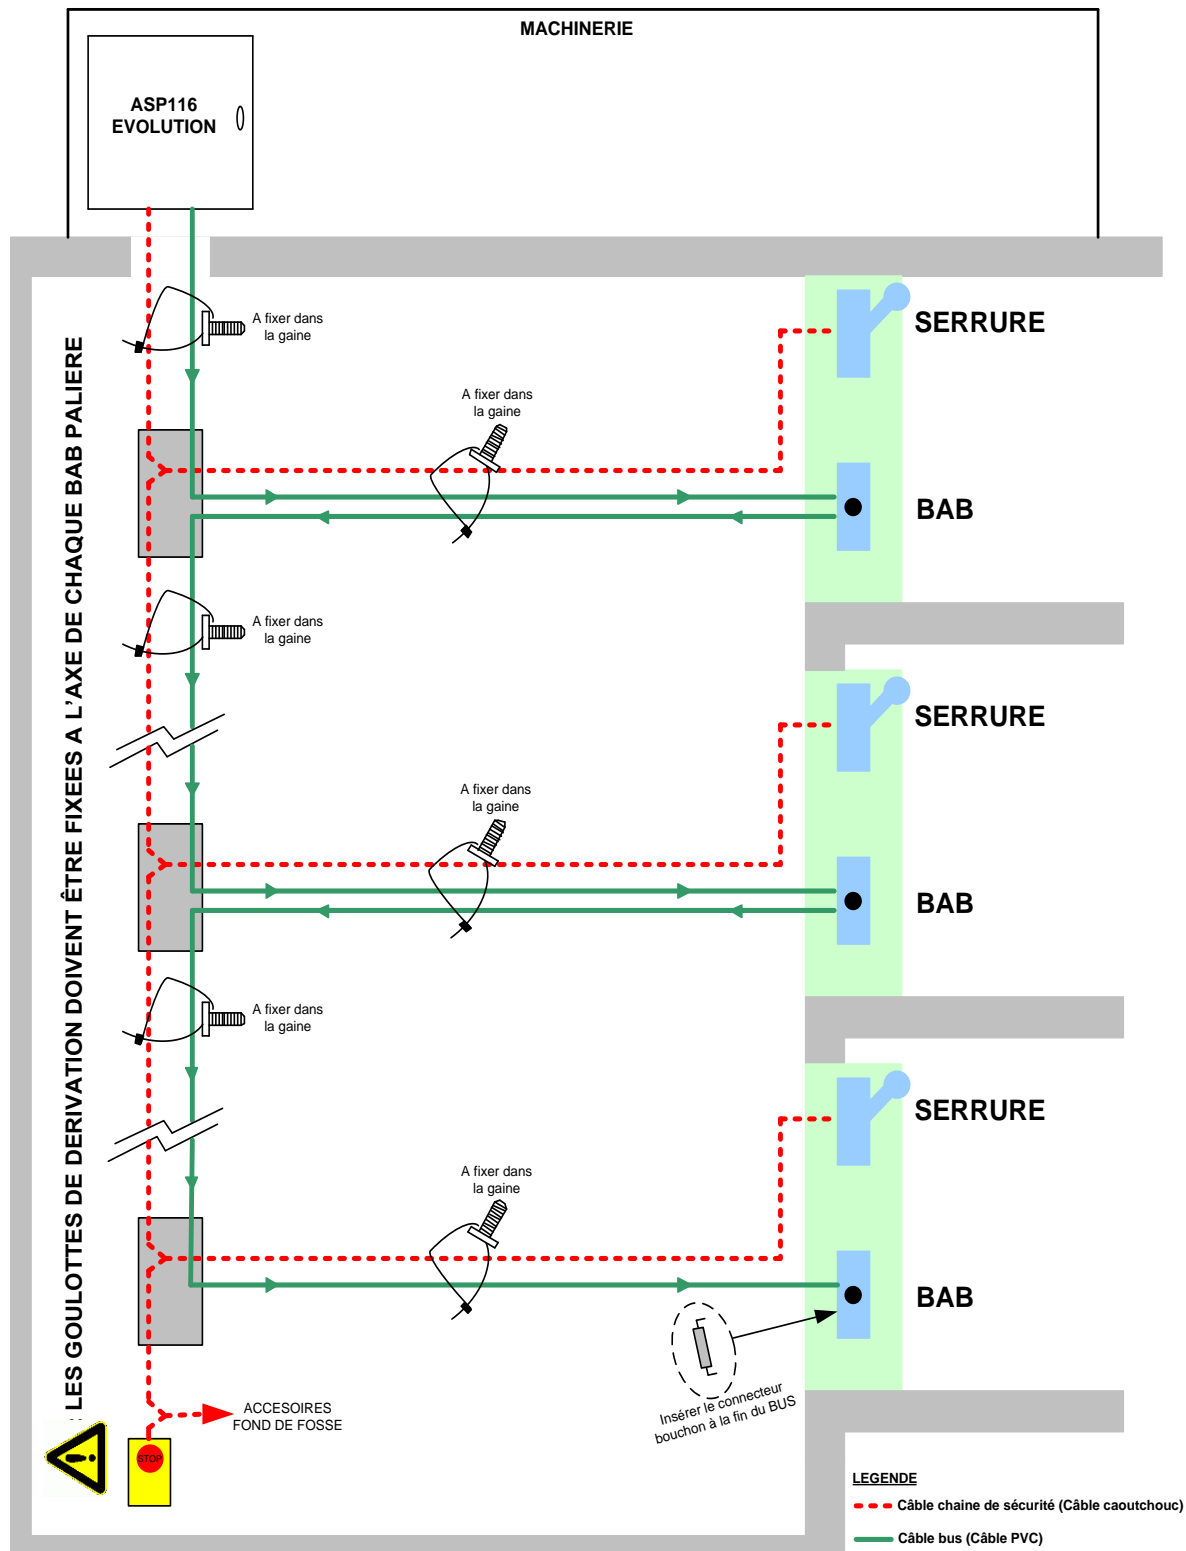 MACHINERIE
ASP116
EVOLUTION
A fixer dans
la gaine
SERRURE
A fixer dans
la gaine
BAB
A fixer dans
la gaine
SERRURE
A fixer dans
la gaine
BAB
A fixer dans
la gaine
SERRURE
A fixer dans
la gaine
BAB
Insérer le connecteur
bouchon à la fin du BUS
ACCESOIRES
FOND DE FOSSE
STOP
: LES GOULOTTES DE DERIVATION DOIVENT ÊTRE FIXEES A L'AXE DE CHAQUE BAB PALIERE
LEGENDE
Câble chaine de sécurité (Câble caoutchouc)
Câble bus (Câble PVC)